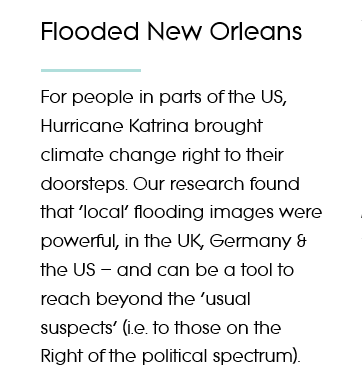 Flooded New Orleans
For people in parts of the US,
Hurricane Katrina brought
climate change right to their
doorsteps. Our research found
that ‘local’ flooding images were
powerful, in the UK, Germany &
the US – and can be a tool to
reach beyond the ‘usual
suspects’ (i.e. to those on the
Right of the political spectrum).